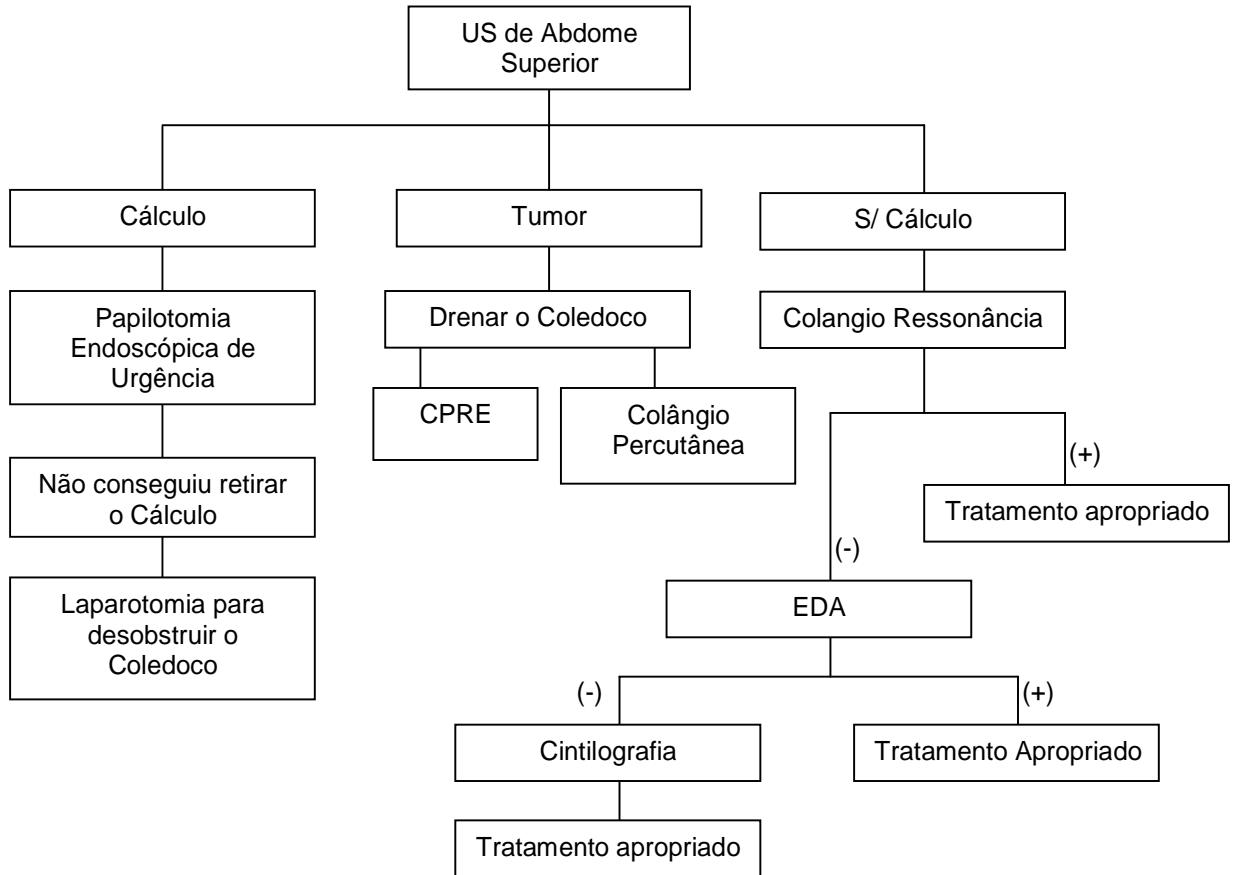 US de Abdome
Superior
Cálculo
Tumor
S/ Cálculo
Papilotomia
Endoscópica de
Urgência
Drenar o Coledoco
Colangio Ressonância
CPRE
Colângio
Percutânea
(+)
Não conseguiu retirar
o Cálculo
Tratamento apropriado
(-)
Laparotomia para
desobstruir o
Coledoco
EDA
(-)
(+)
Cintilografia
Tratamento Apropriado
Tratamento apropriado